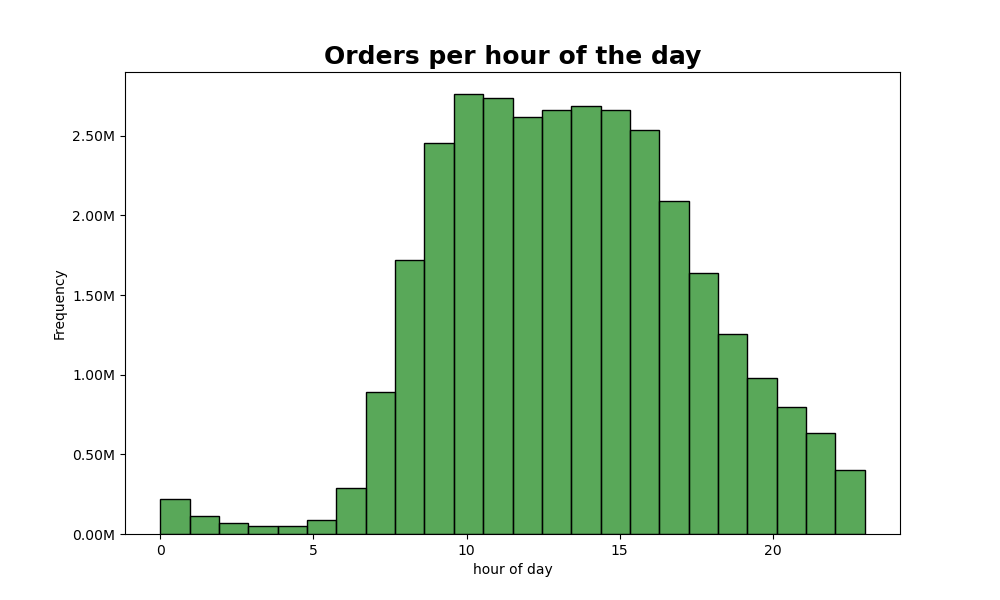 Orders per hour of the day
2.50M
2.00M
1.50M
1.00M
0.50M
0.00M
Frequency
0 5 10 15 20
hour of day